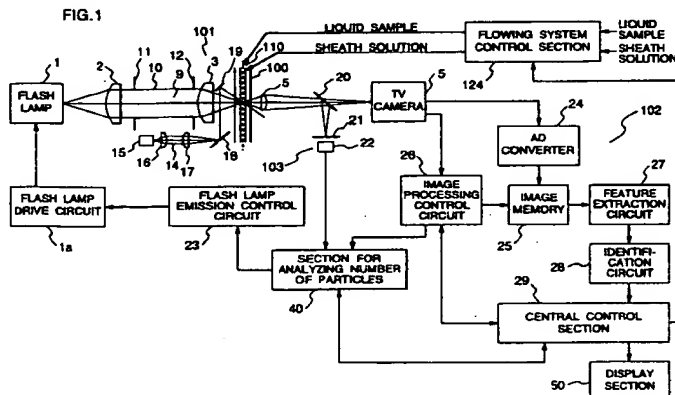 FIG.1
101
11
12
19
110
1
2
10
9
3
100
5
20
LIQUID SAMPLE
SHEATH SOLUTION
FLOWING SYSTEM
CONTROL SECTION
LIQUID
SAMPLE
SHEATH
SOLUTION
124
FLASH
LAMP
TV
CAMERA
5
24
102
AD
CONVERTER
21
22
103
15
16
14
17
18
26
27
IMAGE
PROCESSING
CONTROL
CIRCUIT
IMAGE
MEMORY
25
FEATURE
EXTRACTION
CIRCUIT
FLASH LAMP
DRIVE CIRCUIT
1a
FLASH LAMP
EMISSION CONTROL
CIRCUIT
23
28
IDENTIFI-
CATION
CIRCUIT
SECTION FOR
ANALYZING NUMBER
OF PARTICLES
40
29
CENTRAL CONTROL
SECTION
DISPLAY
SECTION
50